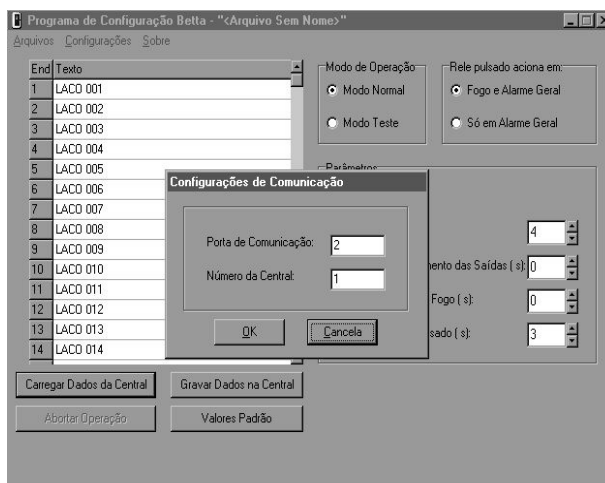 Programa de Configuração Betta - "<Arquivo Sem Nome>"
Arquivos Configurações Sobre
End Texto
1 LACO 001
2 LACO 002
3 LACO 003
4 LACO 004
5 LACO 005
6 LACO 006
7 LACO 007
8 LACO 008
9 LACO 009
10 LACO 010
11 LACO 011
12 LACO 012
13 LACO 013
14 LACO 014
Modo de Operação
Modo Normal
Modo Teste
Rele pulsado aciona em:
Fogo e Alarme Geral
Só em Alarme Geral
Parâmetros
4
das Saídas ( s): 0
Fogo ( s): 0
( s): 3
Configurações de Comunicação
Porta de Comunicação: 2
Número da Central: 1
OK Cancela
Carregar Dados da Central Gravar Dados na Central
Abortar Operação Valores Padrão